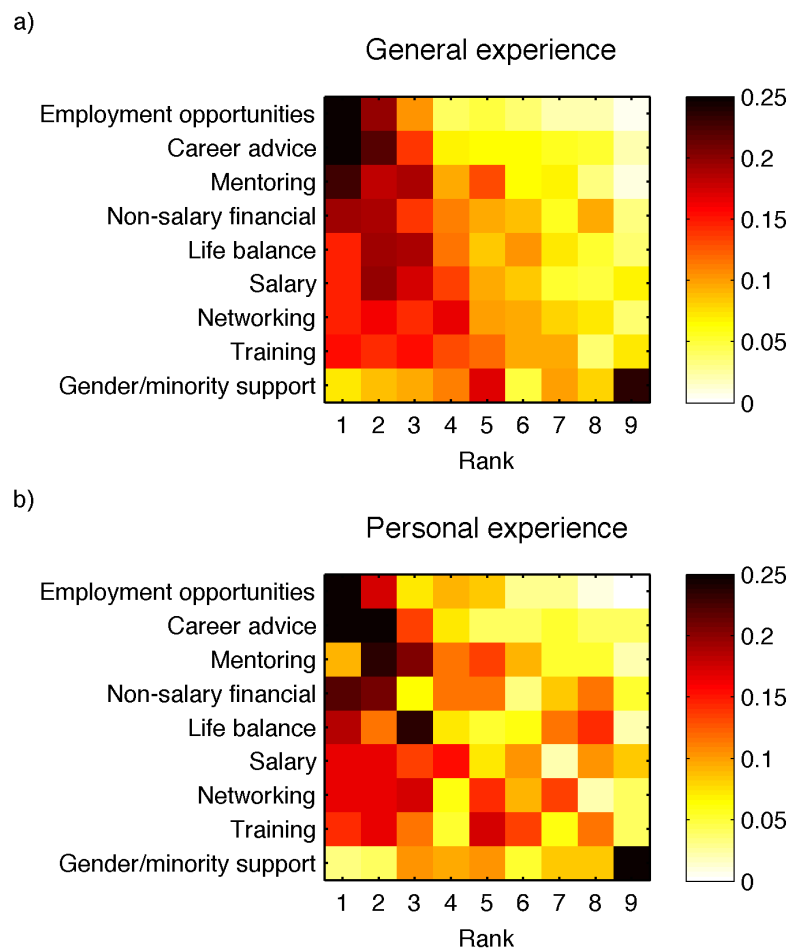 a)
General experience
Employment opportunities
Career advice
Mentoring
Non-salary financial
Life balance
Salary
Networking
Training
Gender/minority support
1 2 3 4 5 6 7 8 9
Rank
0.25
0.2
0.15
0.1
0.05
0
b)
Personal experience
Employment opportunities
Career advice
Mentoring
Non-salary financial
Life balance
Salary
Networking
Training
Gender/minority support
1 2 3 4 5 6 7 8 9
Rank
0.25
0.2
0.15
0.1
0.05
0